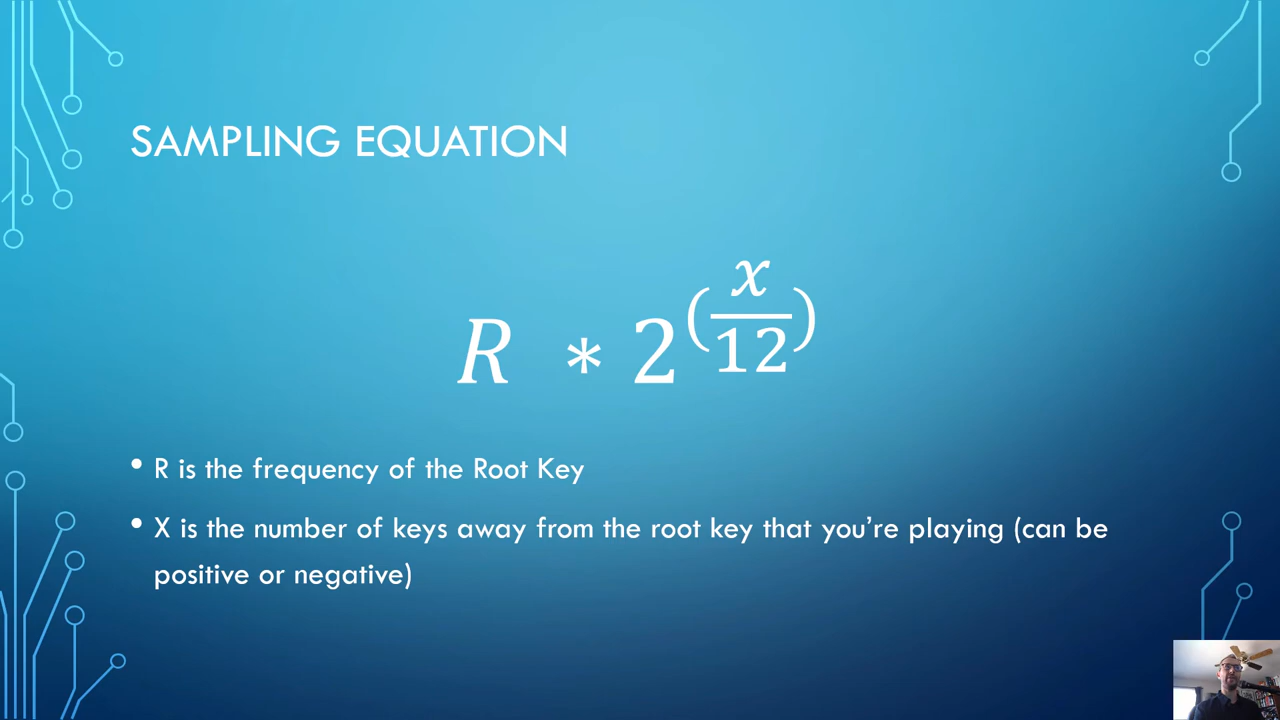 SAMPLING EQUATION
R * 2^(x/12)
• R is the frequency of the Root Key
• X is the number of keys away from the root key that you’re playing (can be
positive or negative)